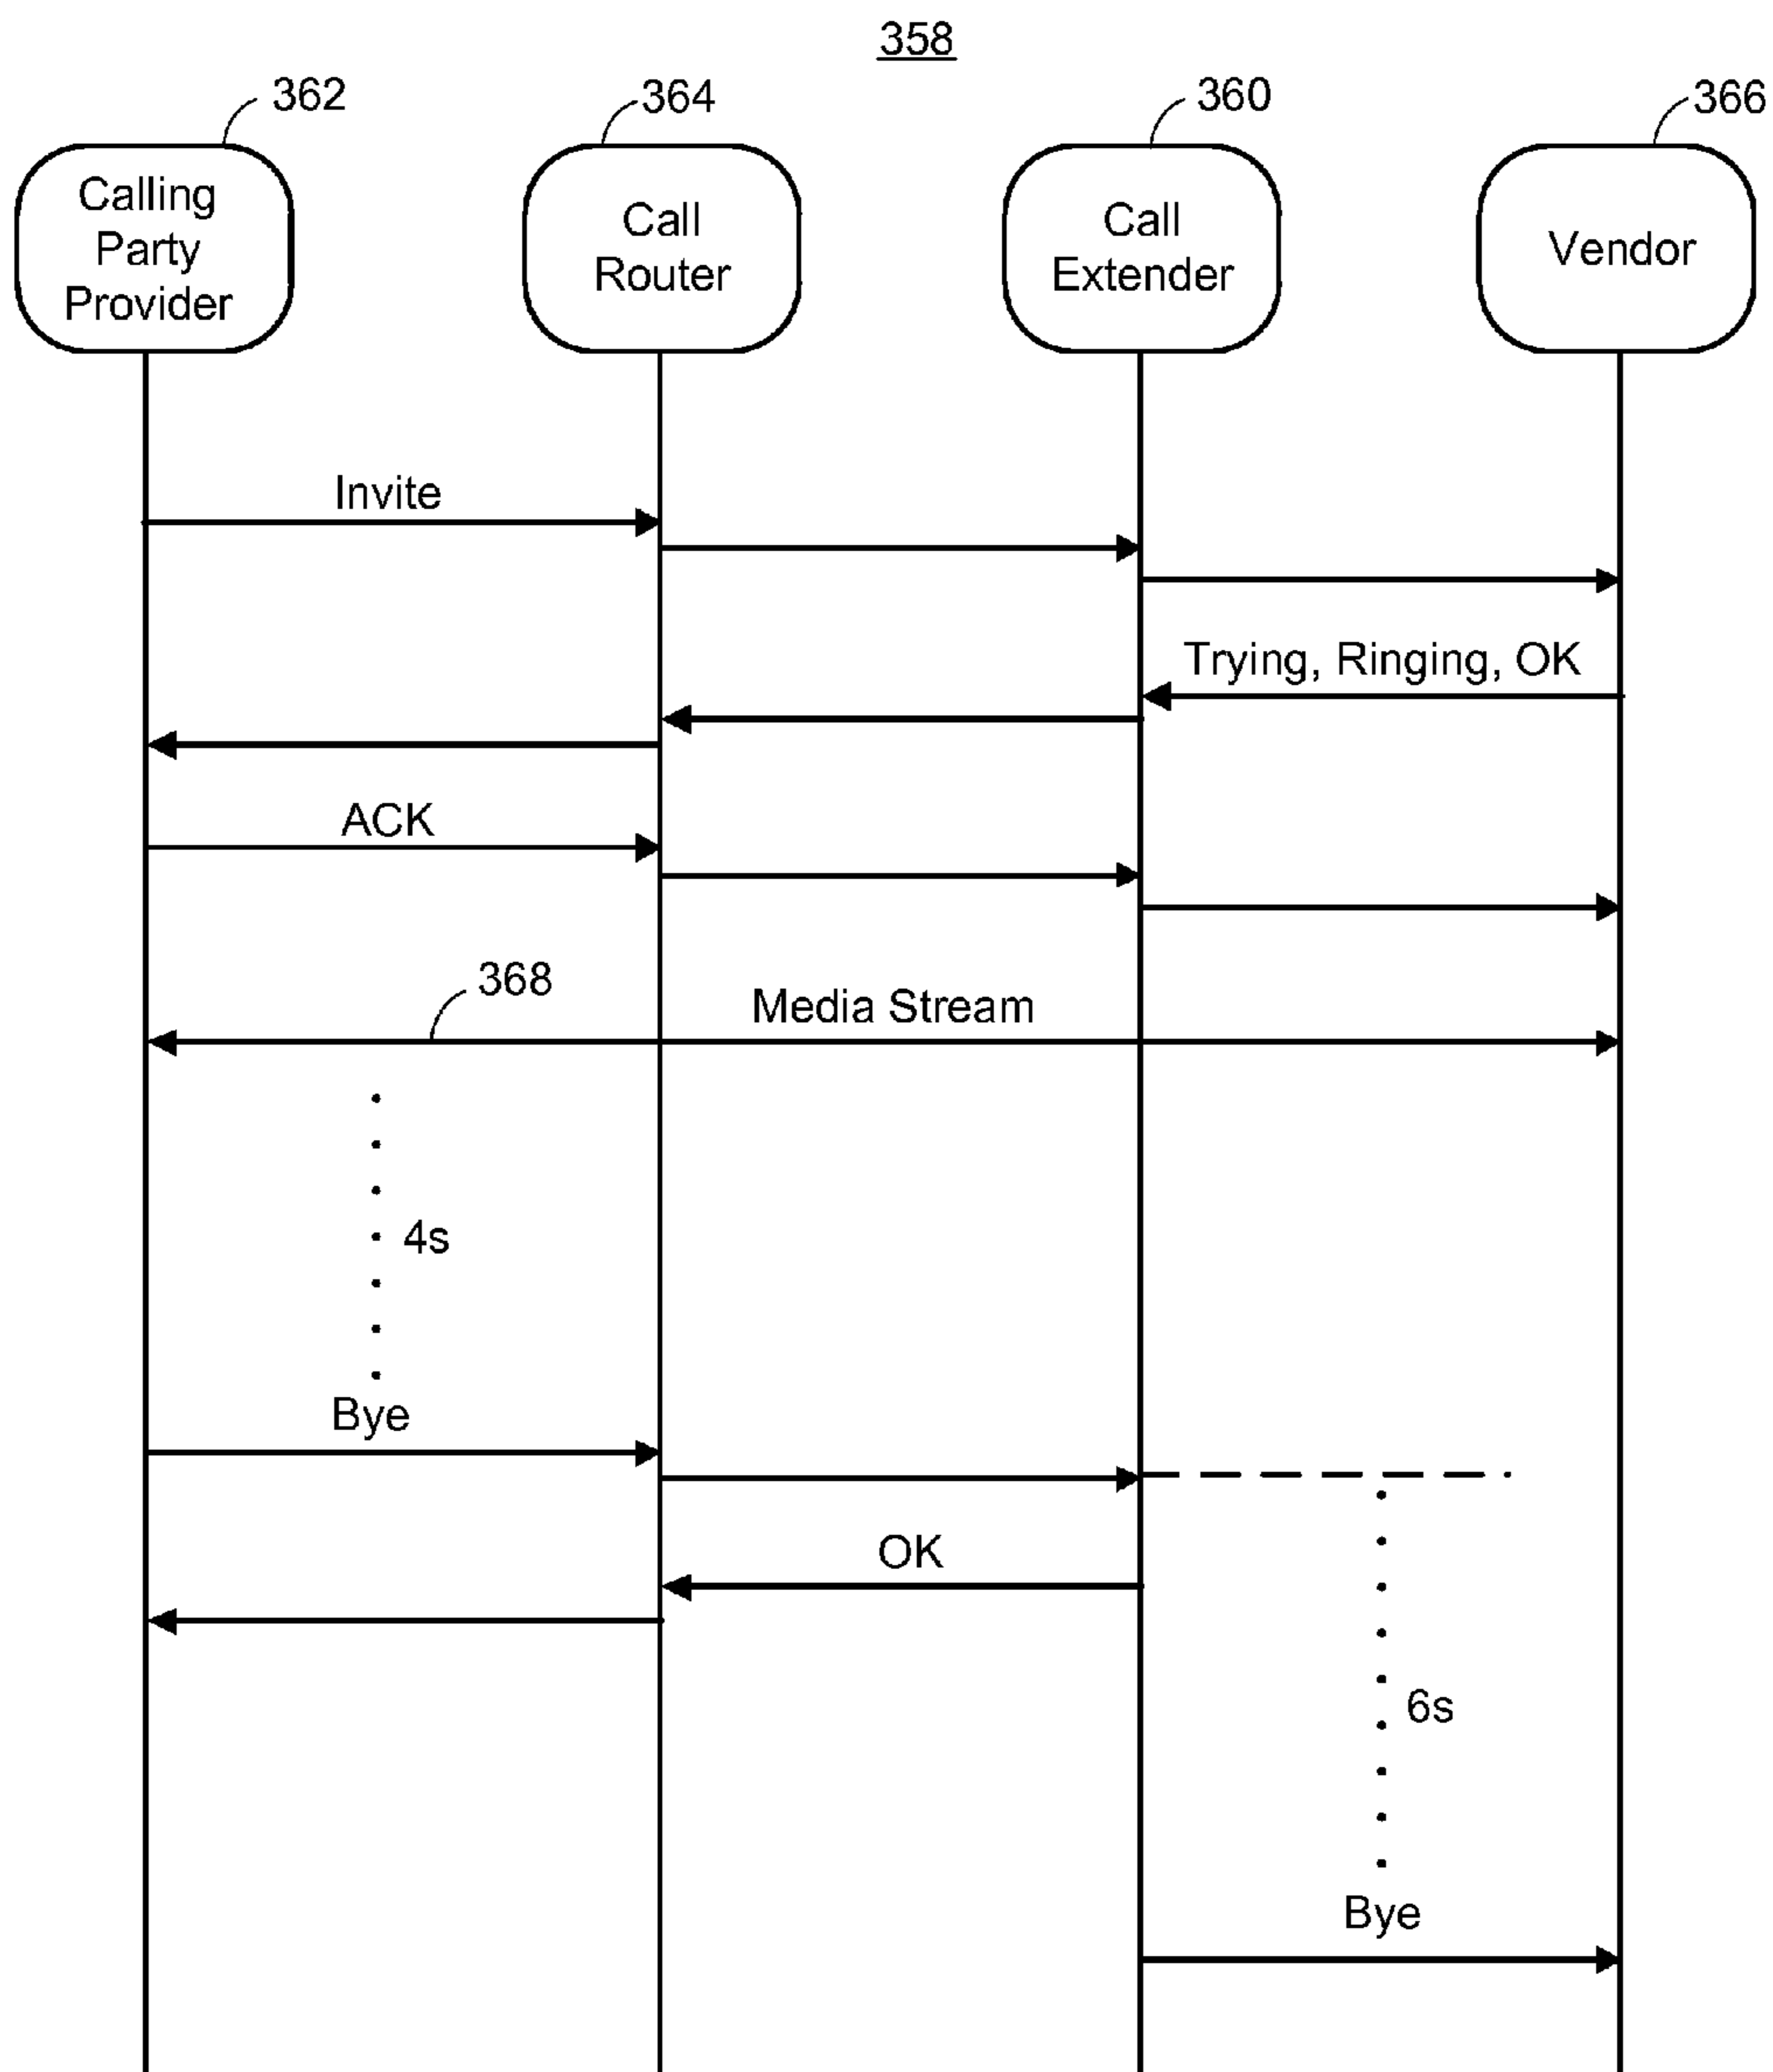 358
362
364
360
366
Calling
Party
Provider
Call
Router
Call
Extender
Vendor
Invite
Trying, Ringing, OK
ACK
368
Media Stream
4s
Bye
OK
6s
Bye